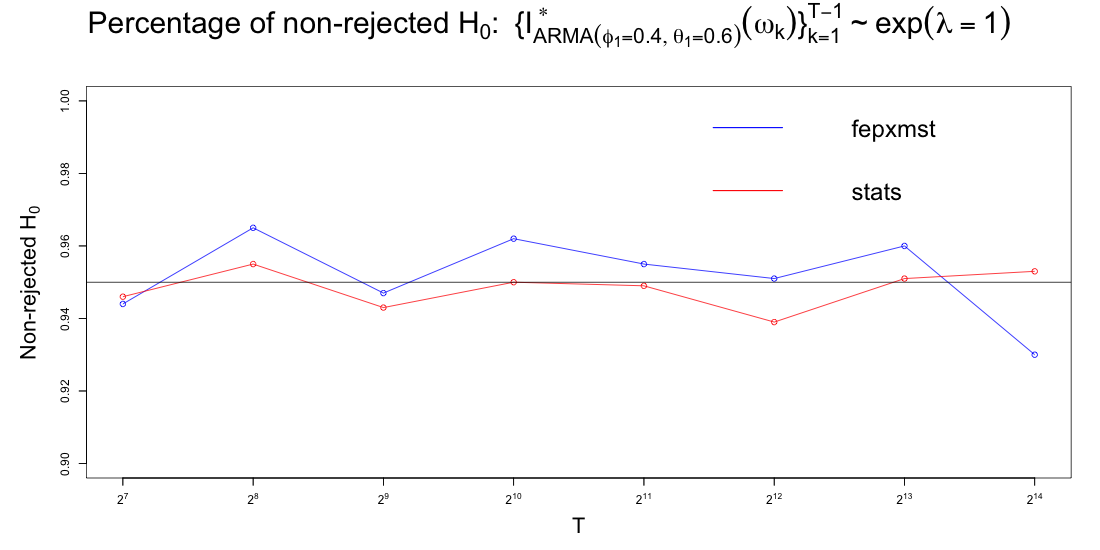 Percentage of non-rejected H₀: {I*ARMA(ϕ₁=0.4, θ₁=0.6)(ωₖ)}ₖ₌₁ᵀ⁻¹ ~ exp(λ = 1)
fepxmst
stats
Non-rejected H₀
1.00
0.98
0.96
0.94
0.92
0.90
2⁷ 2⁸ 2⁹ 2¹⁰ 2¹¹ 2¹² 2¹³ 2¹⁴
T